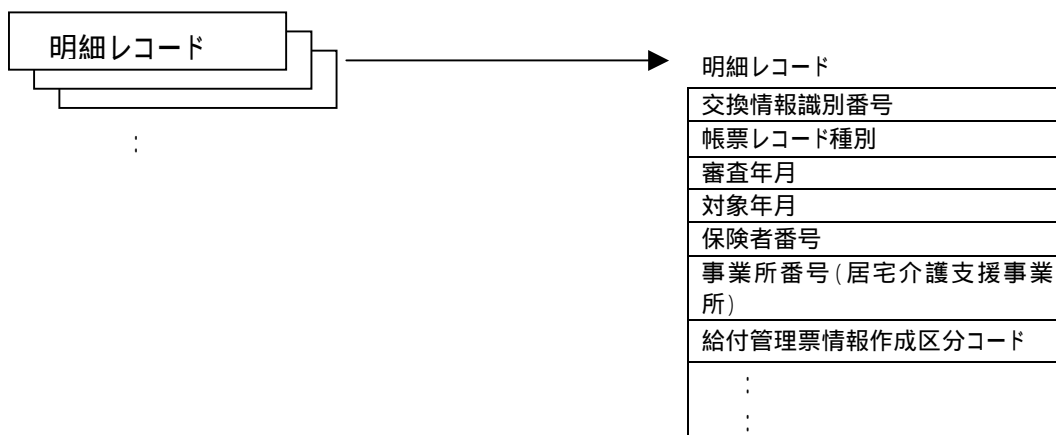 明細レコード
:
明細レコード
交換情報識別番号
帳票レコード種別
審査年月
対象年月
保険者番号
事業所番号(居宅介護支援事業
所)
給付管理票情報作成区分コード
:
: